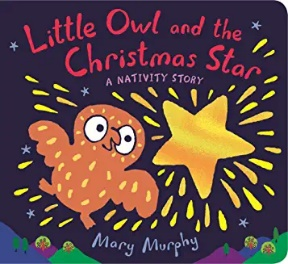 Little Owl and the
Christmas Star
A NATIVITY STORY
Mary Murphy